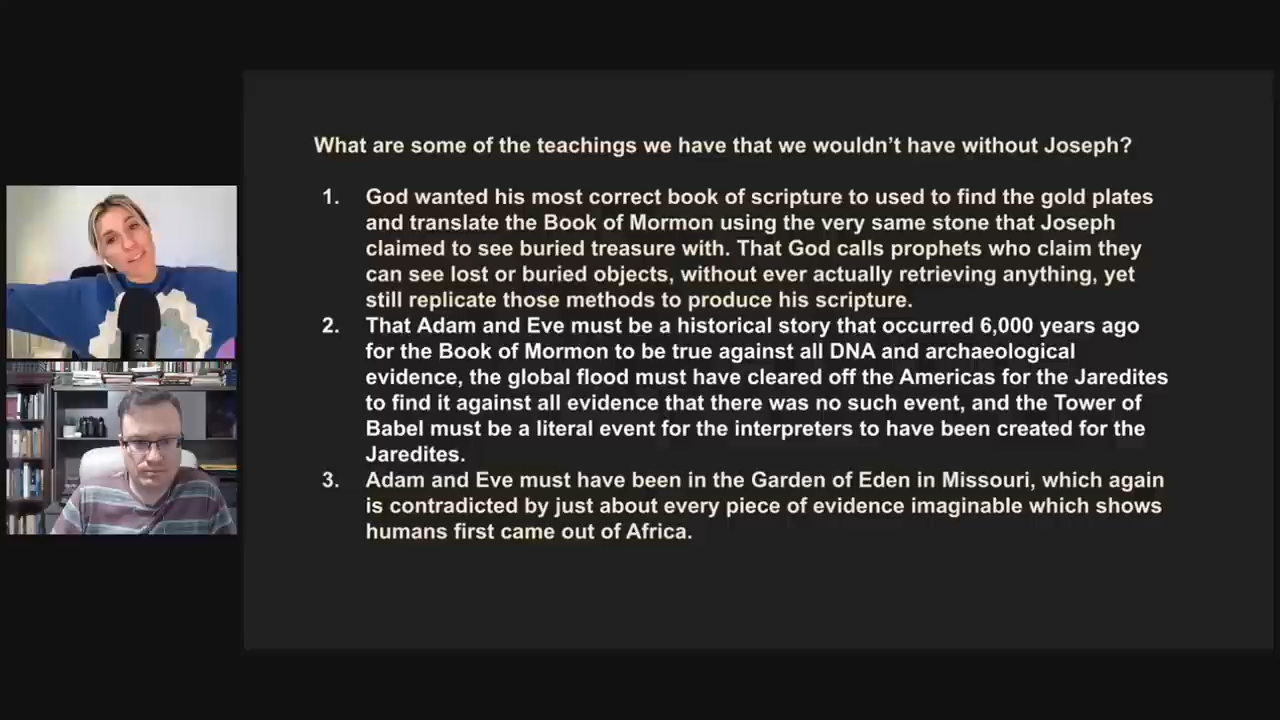 What are some of the teachings we have that we wouldn't have without Joseph?
1. God wanted his most correct book of scripture to used to find the gold plates
and translate the Book of Mormon using the very same stone that Joseph
claimed to see buried treasure with. That God calls prophets who claim they
can see lost or buried objects, without ever actually retrieving anything, yet
still replicate those methods to produce his scripture.
2. That Adam and Eve must be a historical story that occurred 6,000 years ago
for the Book of Mormon to be true against all DNA and archaeological
evidence, the global flood must have cleared off the Americas for the Jaredites
to find it against all evidence that there was no such event, and the Tower of
Babel must be a literal event for the interpreters to have been created for the
Jaredites.
3. Adam and Eve must have been in the Garden of Eden in Missouri, which again
is contradicted by just about every piece of evidence imaginable which shows
humans first came out of Africa.